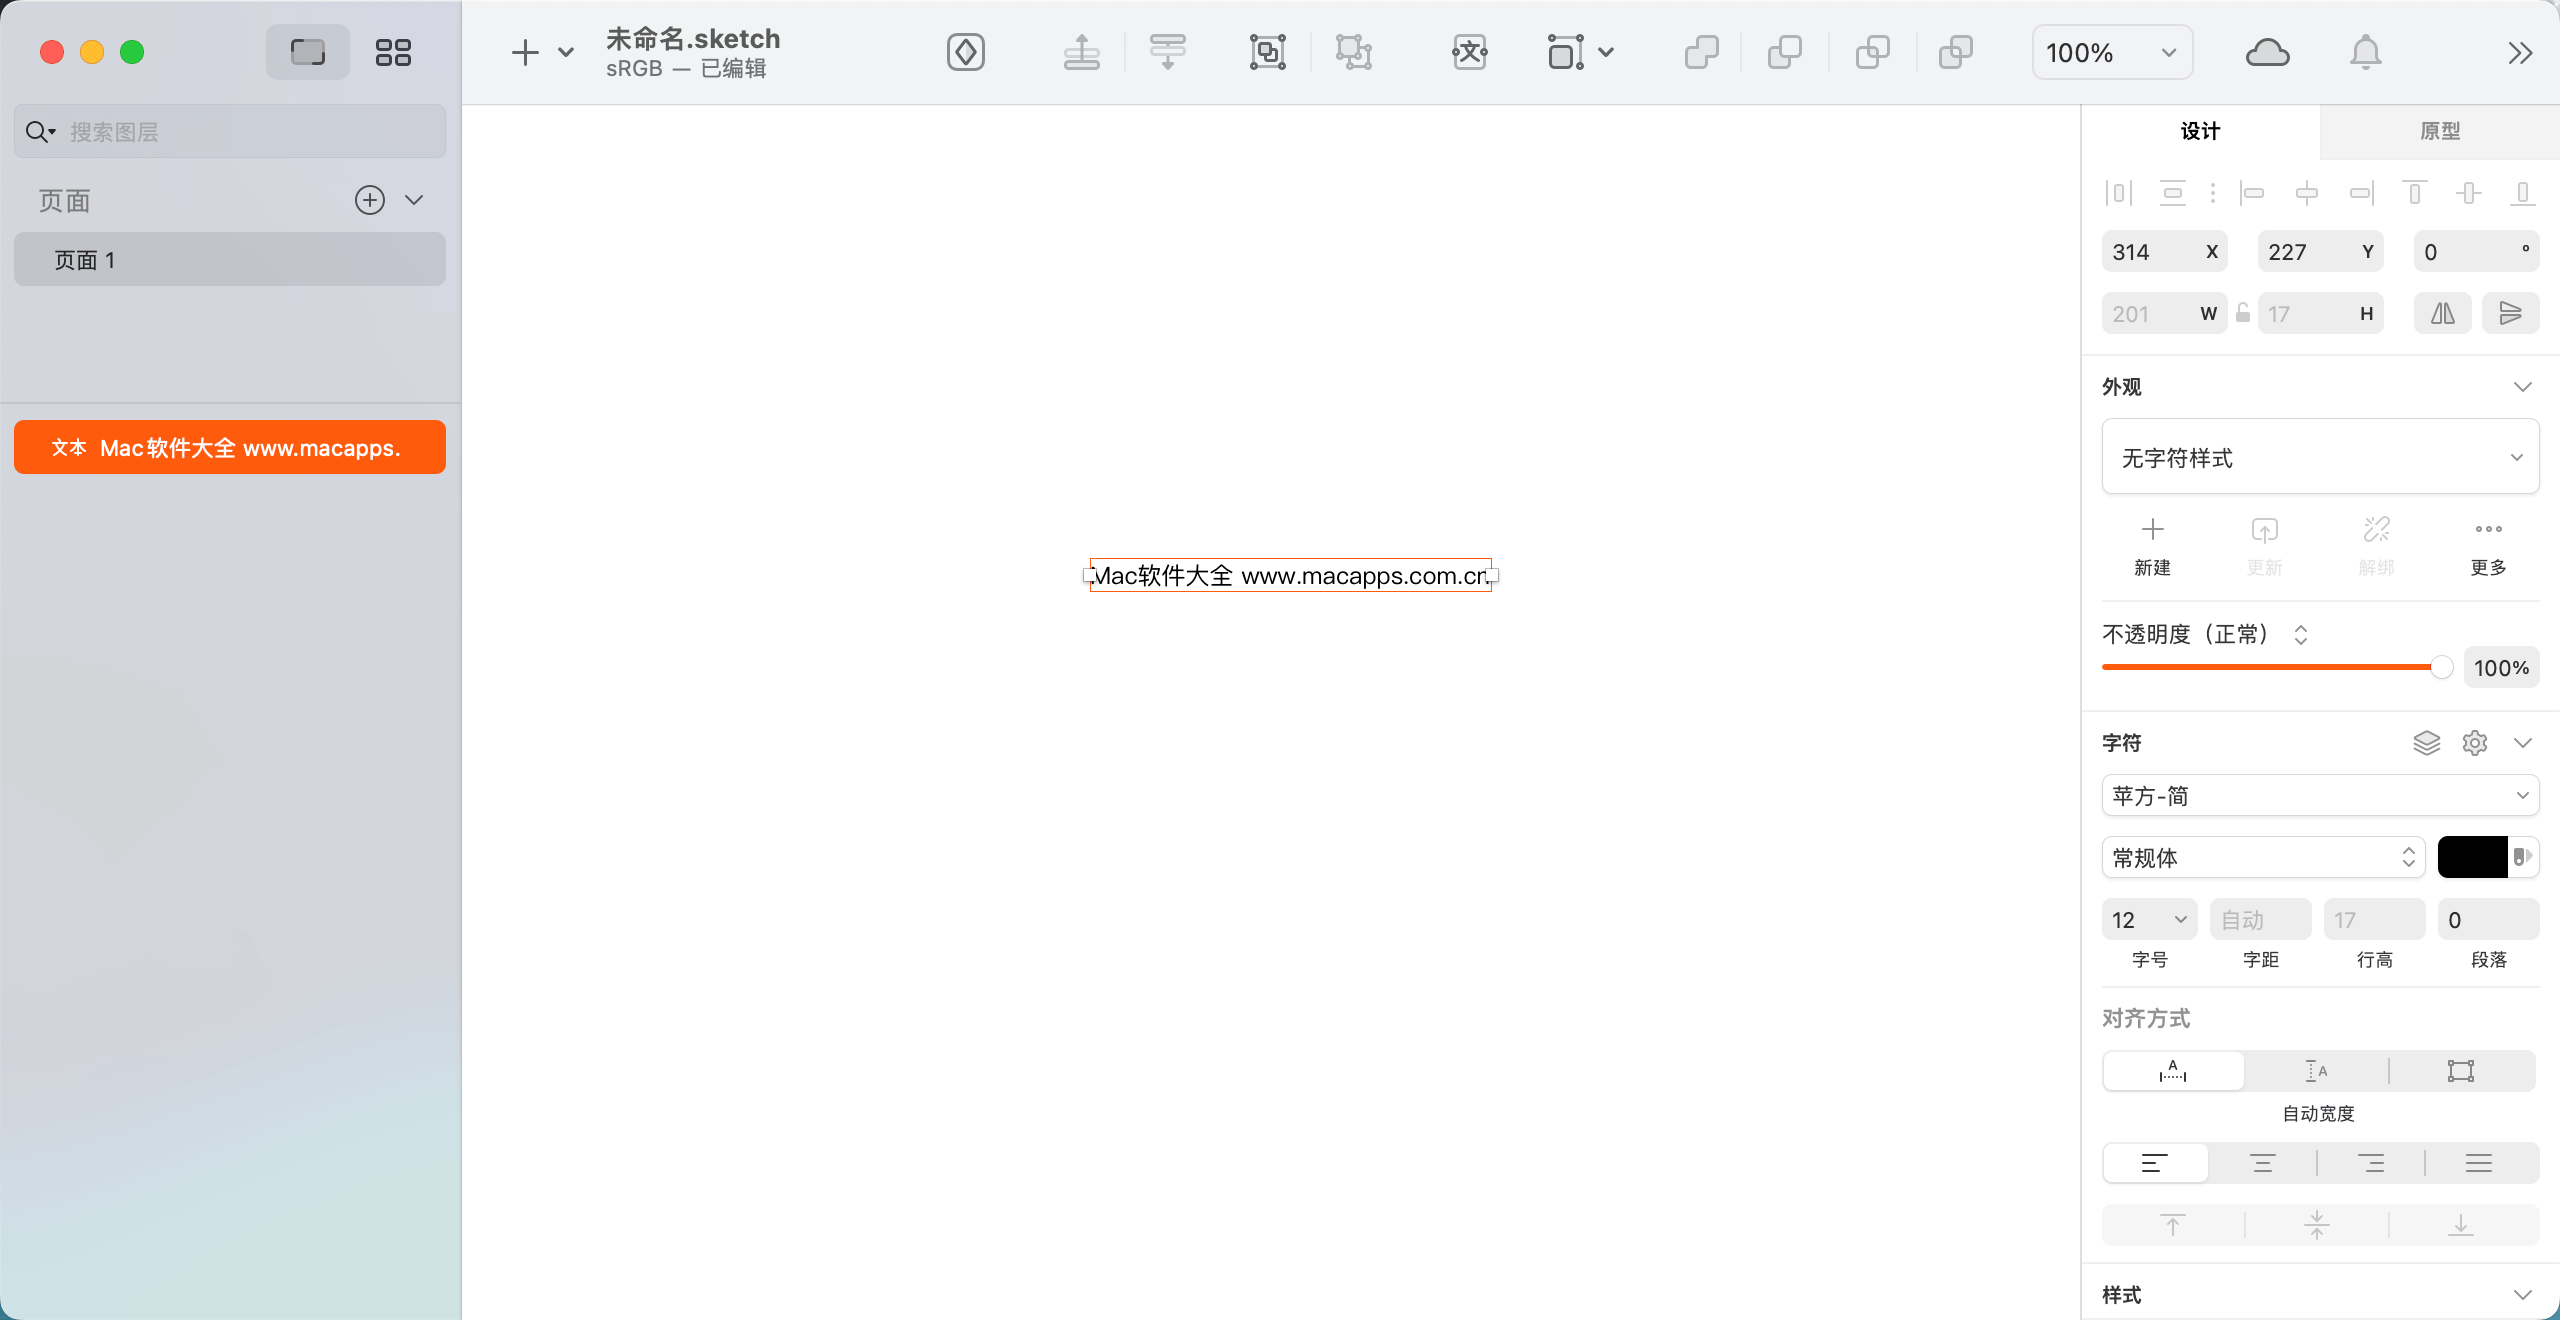 未命名.sketch
sRGB — 已编辑
100%
搜索图层
页面
页面 1
文本 Mac软件大全 www.macapps.
Mac软件大全 www.macapps.com.cn
设计 原型
314 X 227 Y 0 °
201 W 17 H
外观
无字符样式
新建 更新 解绑 更多
不透明度（正常）
100%
字符
苹方-简
常规体
12 自动 17 0
字号 字距 行高 段落
对齐方式
自动宽度
样式